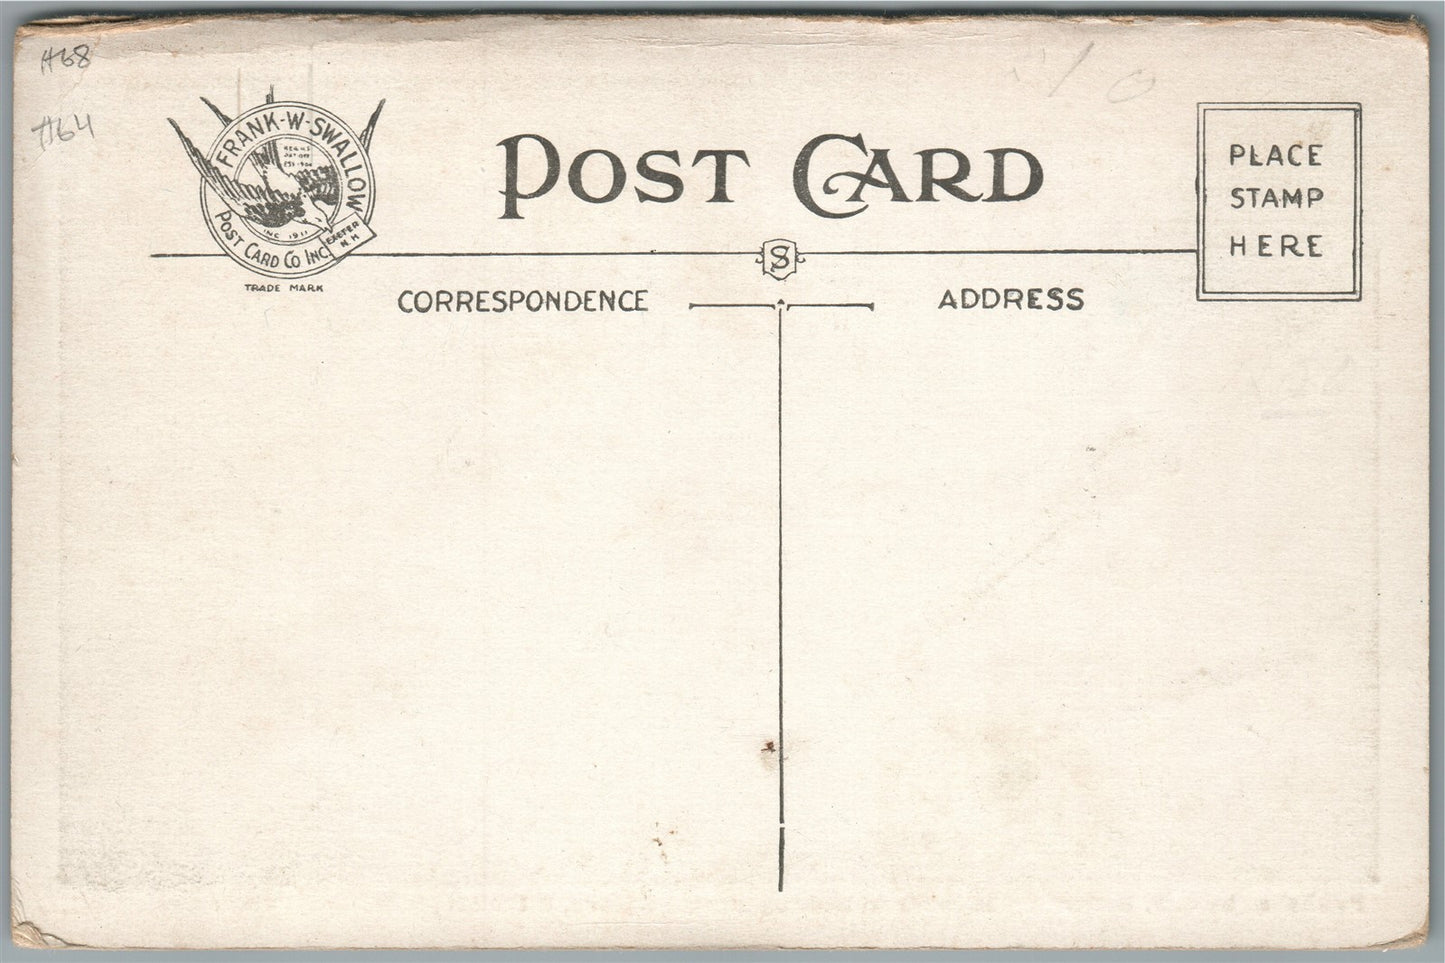 #68
#64
FRANK-W-SWALLOW
POST CARD CO INC.
INC 1911
EXETER
N.H
TRADE MARK
POST CARD
PLACE
STAMP
HERE
S
CORRESPONDENCE
ADDRESS